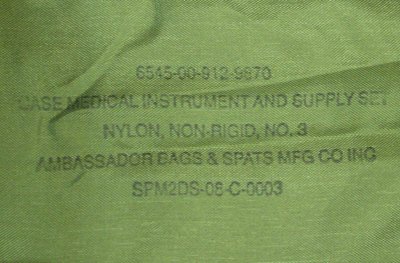 6545-00-912-9870
CASE MEDICAL INSTRUMENT AND SUPPLY SET
NYLON, NON-RIGID, NO. 3
AMBASSADOR BAGS & SPATS MFG CO INC
SPM2DS-08-C-0003